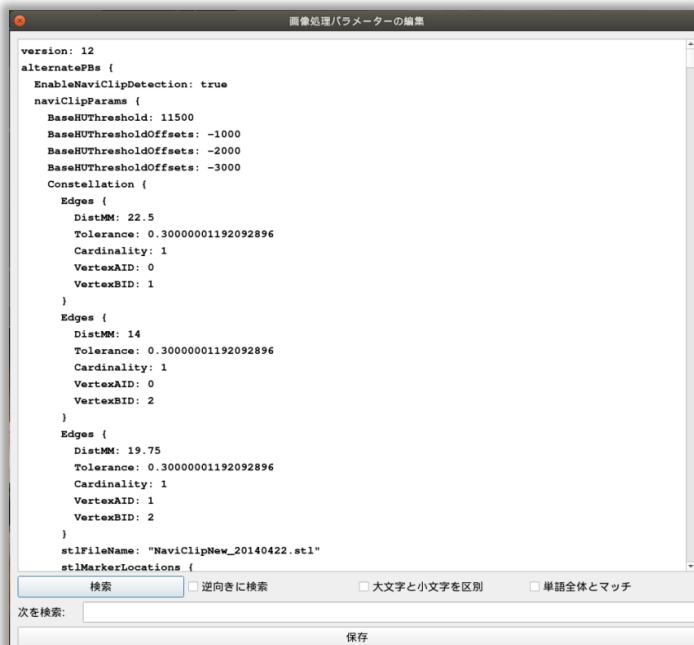 画像処理パラメーターの編集
version: 12
alternatePBs {
EnableNaviClipDetection: true
naviClipParams {
BaseHUThreshold: 11500
BaseHUThresholdOffsets: -1000
BaseHUThresholdOffsets: -2000
BaseHUThresholdOffsets: -3000
Constellation {
Edges {
DistMM: 22.5
Tolerance: 0.30000001192092896
Cardinality: 1
VertexAID: 0
VertexBID: 1
}
Edges {
DistMM: 14
Tolerance: 0.30000001192092896
Cardinality: 1
VertexAID: 0
VertexBID: 2
}
Edges {
DistMM: 19.75
Tolerance: 0.30000001192092896
Cardinality: 1
VertexAID: 1
VertexBID: 2
}
stlFileName: "NaviClipNew_20140422.stl"
stlMarkerLocations {
検索 逆向きに検索 大文字と小文字を区別 単語全体とマッチ
次を検索:
保存